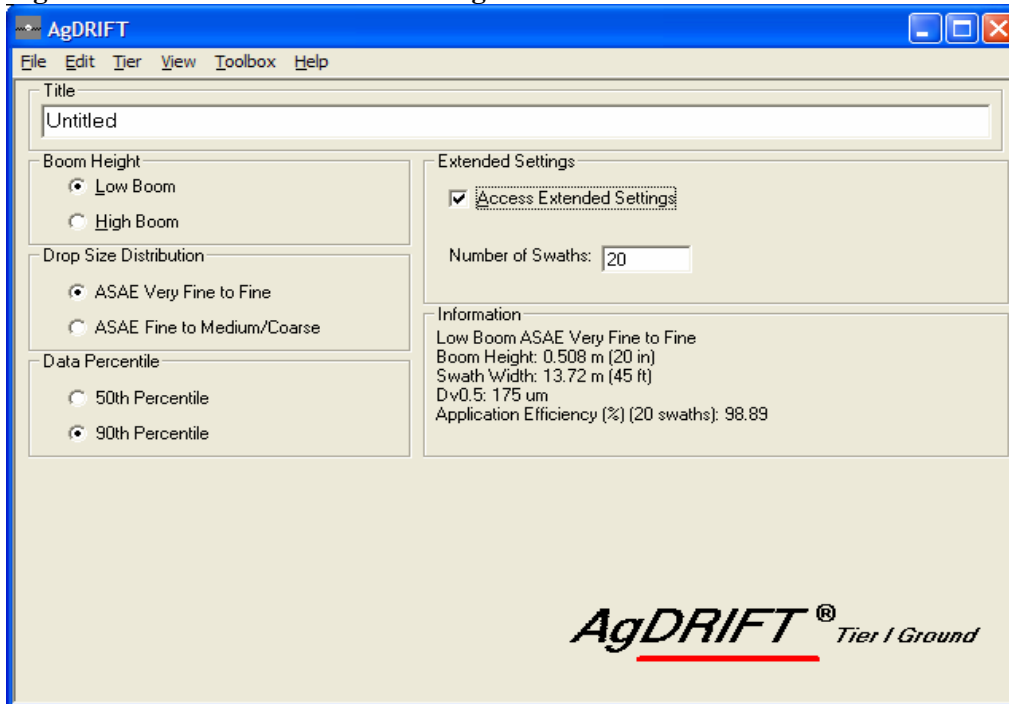 AgDRIFT
File Edit Tier View Toolbox Help
Title
Untitled
Boom Height
Low Boom
High Boom
Drop Size Distribution
ASAE Very Fine to Fine
ASAE Fine to Medium/Coarse
Data Percentile
50th Percentile
90th Percentile
Extended Settings
Access Extended Settings
Number of Swaths: 20
Information
Low Boom ASAE Very Fine to Fine
Boom Height: 0.508 m (20 in)
Swath Width: 13.72 m (45 ft)
Dv0.5: 175 um
Application Efficiency (%) (20 swaths): 98.89
AgDRIFT ® Tier I Ground